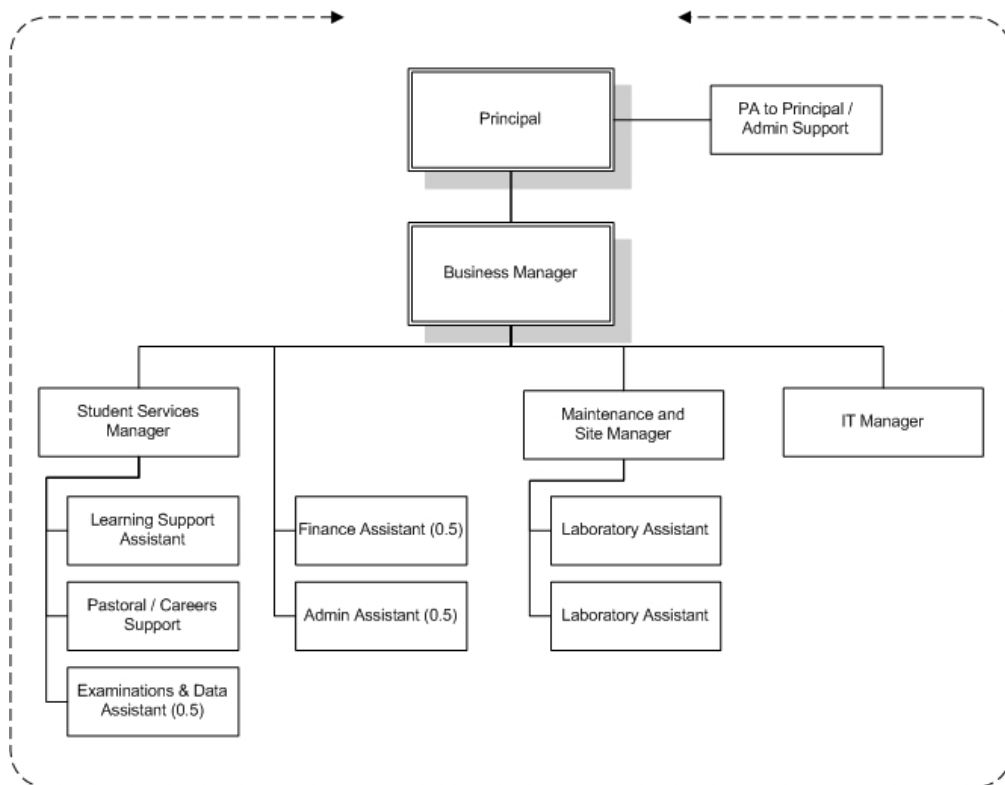 Principal
PA to Principal /
Admin Support
Business Manager
Student Services
Manager
Maintenance and
Site Manager
IT Manager
Learning Support
Assistant
Finance Assistant (0.5)
Laboratory Assistant
Pastoral / Careers
Support
Admin Assistant (0.5)
Laboratory Assistant
Examinations & Data
Assistant (0.5)